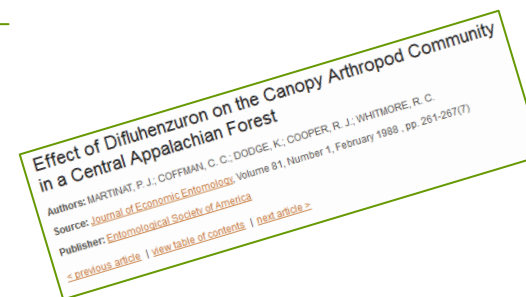 Effect of Difluhenzuron on the Canopy Arthropod Community
in a Central Appalachian Forest
Authors: MARTINAT, P. J.; COFFMAN, C. C.; DODGE, K.; COOPER, R. J.; WHITMORE, R. C.
Source: Journal of Economic Entomology, Volume 81, Number 1, February 1988 , pp. 261-267(7)
Publisher: Entomological Society of America
< previous article | view table of contents | next article >